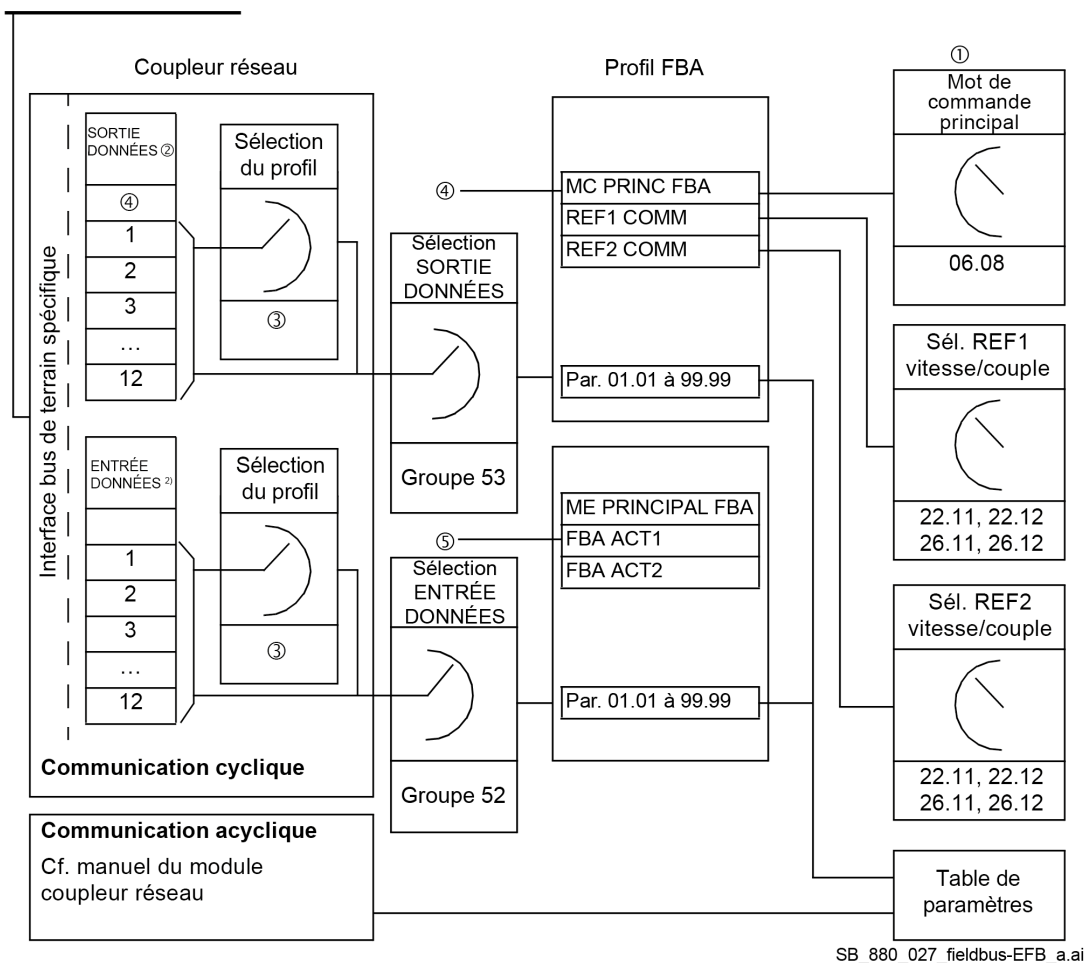 Coupleur réseau
Interface bus de terrain spécifique
SORTIE
DONNÉES ②
④
1
2
3
…
12
Sélection
du profil
③
ENTRÉE
DONNÉES 2)
1
2
3
…
12
Sélection
du profil
③
Communication cyclique
Communication acyclique
Cf. manuel du module
coupleur réseau
Sélection
SORTIE
DONNÉES
Groupe 53
Sélection
ENTRÉE
DONNÉES
Groupe 52
Profil FBA
④
MC PRINC FBA
REF1 COMM
REF2 COMM
Par. 01.01 à 99.99
⑤
ME PRINCIPAL FBA
FBA ACT1
FBA ACT2
Par. 01.01 à 99.99
①
Mot de
commande
principal
06.08
Sél. REF1
vitesse/couple
22.11, 22.12
26.11, 26.12
Sél. REF2
vitesse/couple
22.11, 22.12
26.11, 26.12
Table de
paramètres
SB_880_027_fieldbus-EFB_a.ai